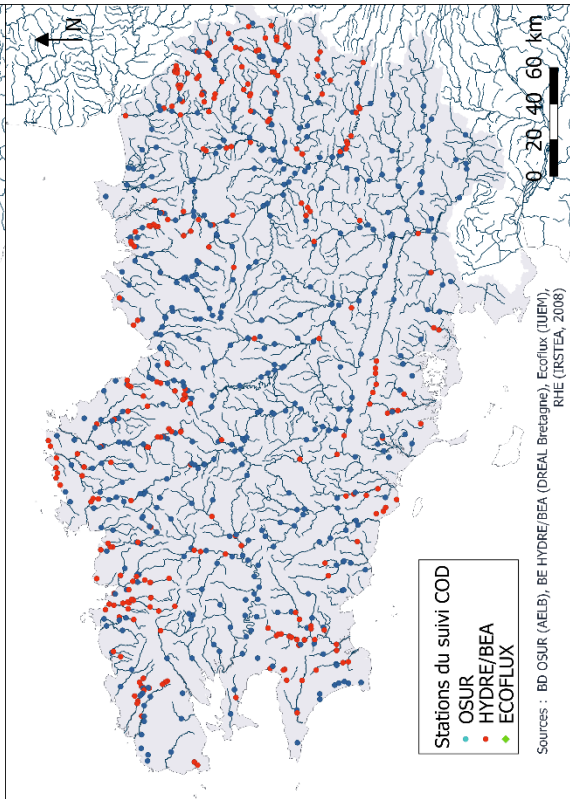 N
0 20 40 60 km
Stations du suivi COD
OSUR
HYDRE/BEA
ECOFLUX
Sources : BD OSUR (AELB), BE HYDRE/BEA (DREAL Bretagne), Ecoflux (IUEM),
RHE (IRSTEA, 2008)